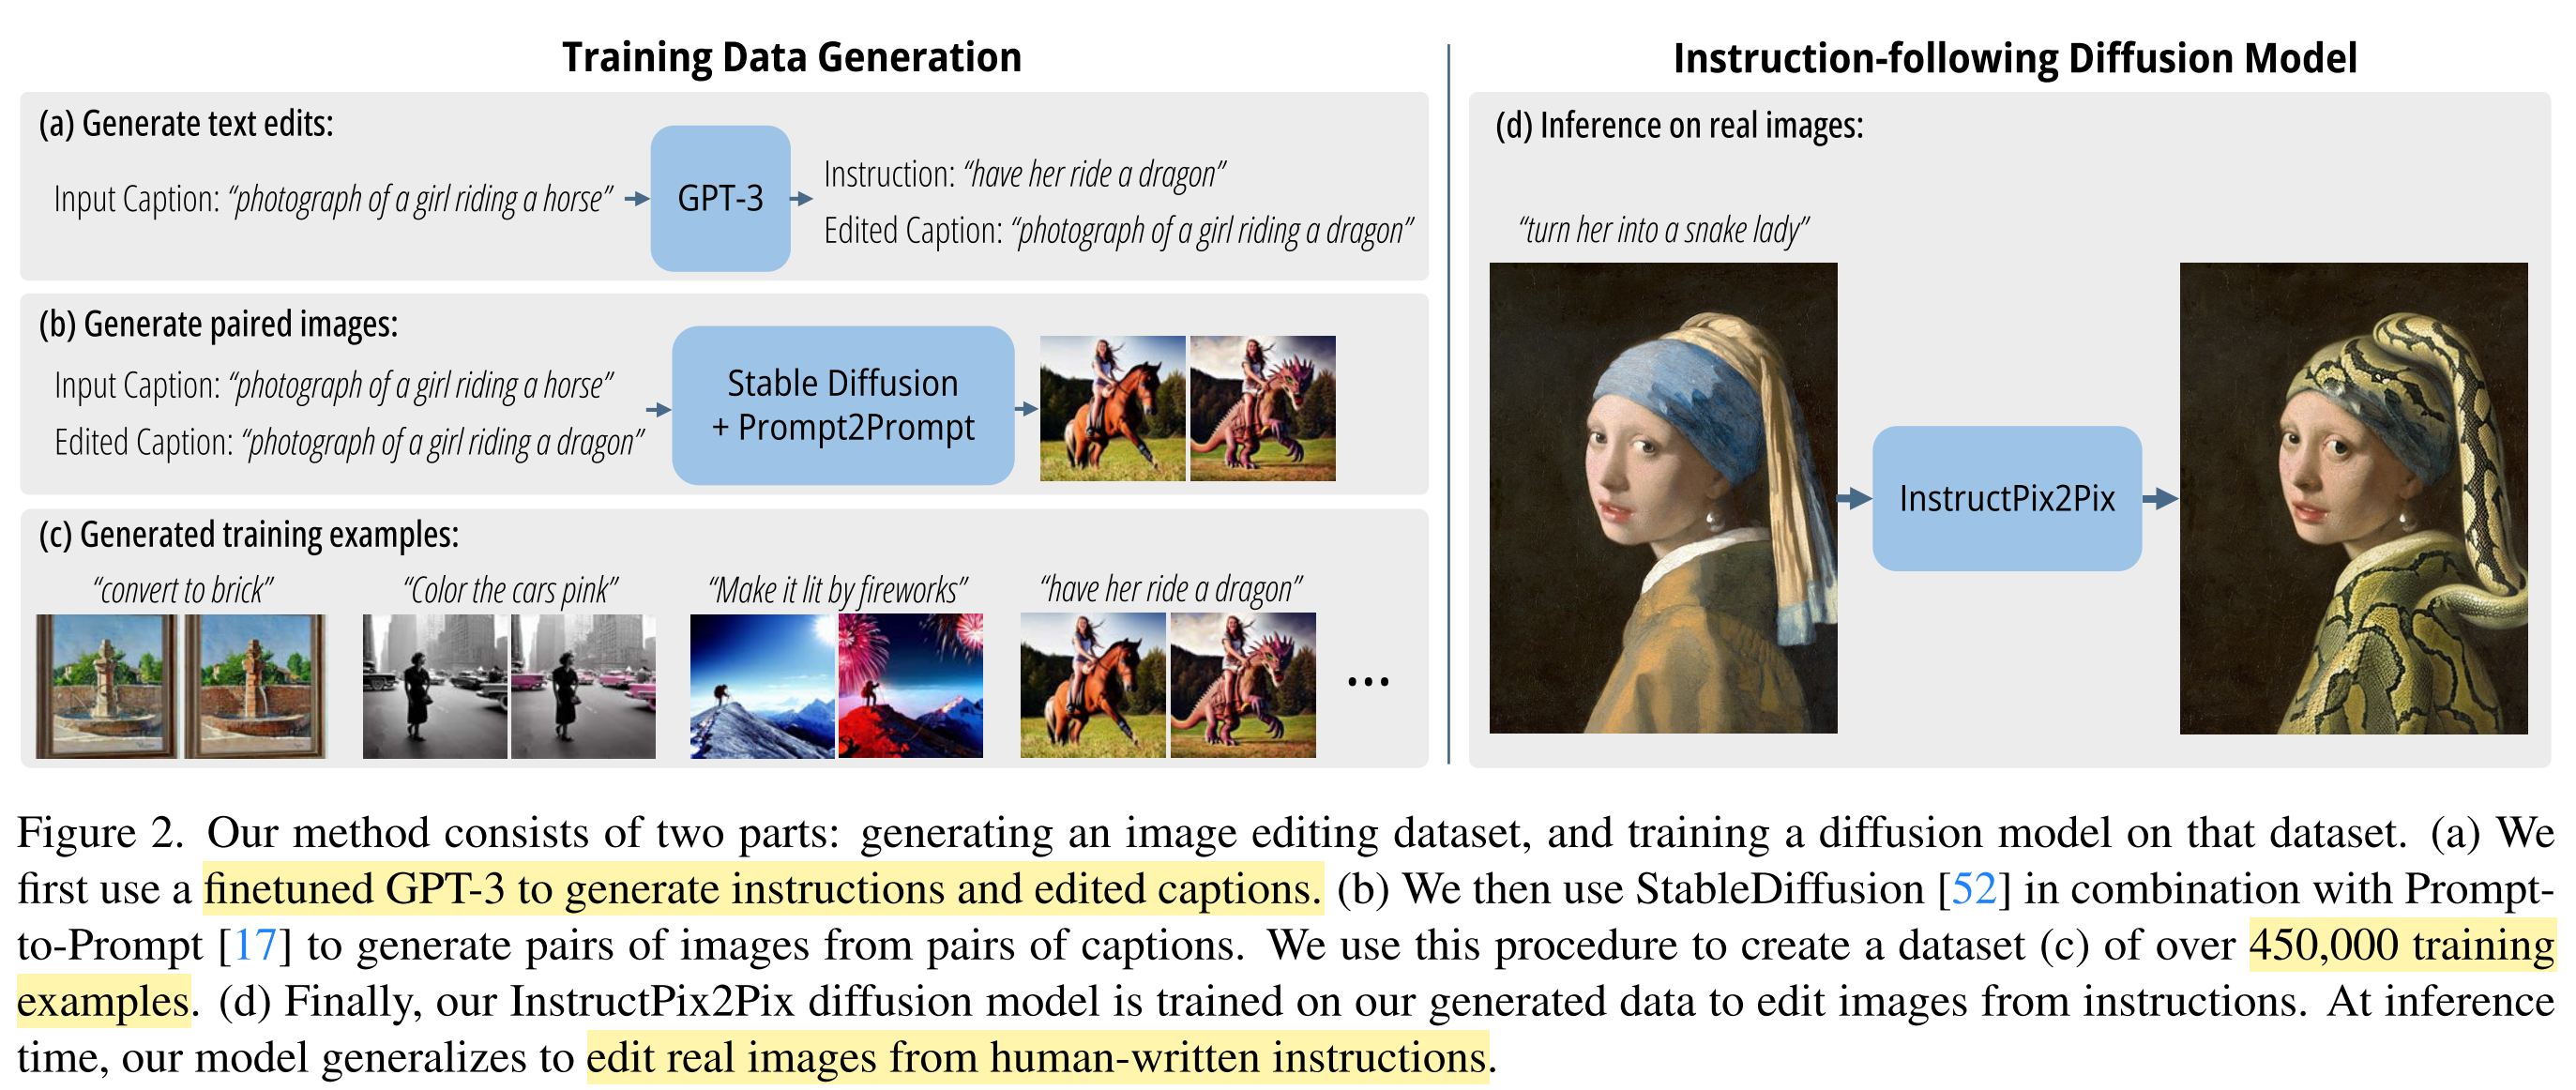 Training Data Generation
(a) Generate text edits:
Input Caption: “photograph of a girl riding a horse”
GPT-3
Instruction: “have her ride a dragon”
Edited Caption: “photograph of a girl riding a dragon”
(b) Generate paired images:
Input Caption: “photograph of a girl riding a horse”
Edited Caption: “photograph of a girl riding a dragon”
Stable Diffusion
+ Prompt2Prompt
(c) Generated training examples:
“convert to brick”
“Color the cars pink”
“Make it lit by fireworks”
“have her ride a dragon”
...
Instruction-following Diffusion Model
(d) Inference on real images:
“turn her into a snake lady”
InstructPix2Pix
Figure 2. Our method consists of two parts: generating an image editing dataset, and training a diffusion model on that dataset. (a) We
first use a finetuned GPT-3 to generate instructions and edited captions. (b) We then use StableDiffusion [52] in combination with Prompt-
to-Prompt [17] to generate pairs of images from pairs of captions. We use this procedure to create a dataset (c) of over 450,000 training
examples. (d) Finally, our InstructPix2Pix diffusion model is trained on our generated data to edit images from instructions. At inference
time, our model generalizes to edit real images from human-written instructions.